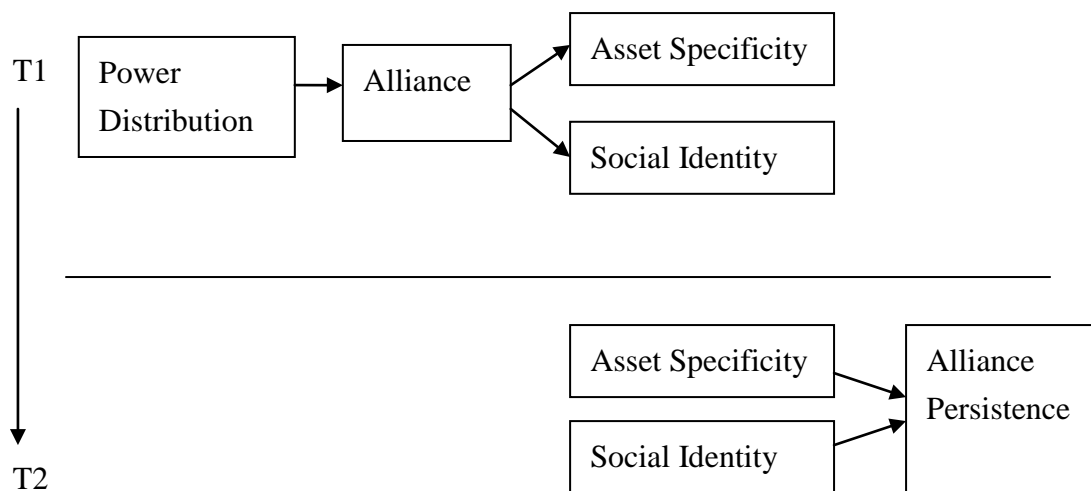 T1
Power
Distribution
Alliance
Asset Specificity
Social Identity
Asset Specificity
Social Identity
Alliance
Persistence
T2